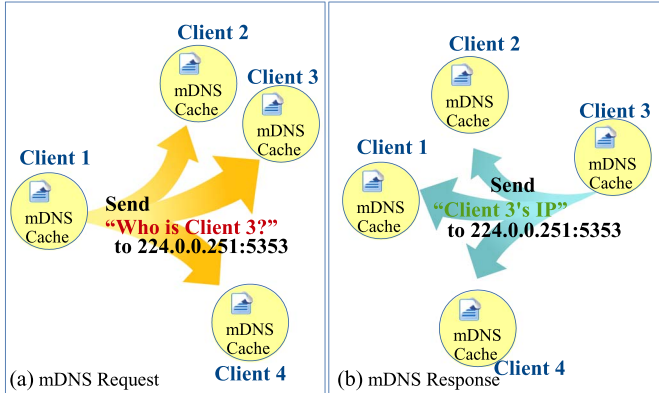 Client 2
mDNS
Cache
Client 3
mDNS
Cache
Client 1
mDNS
Cache
Send
“Who is Client 3?”
to 224.0.0.251:5353
mDNS
Cache
Client 4
(a) mDNS Request
Client 2
mDNS
Cache
Client 3
mDNS
Cache
Client 1
mDNS
Cache
Send
“Client 3's IP”
to 224.0.0.251:5353
mDNS
Cache
Client 4
(b) mDNS Response